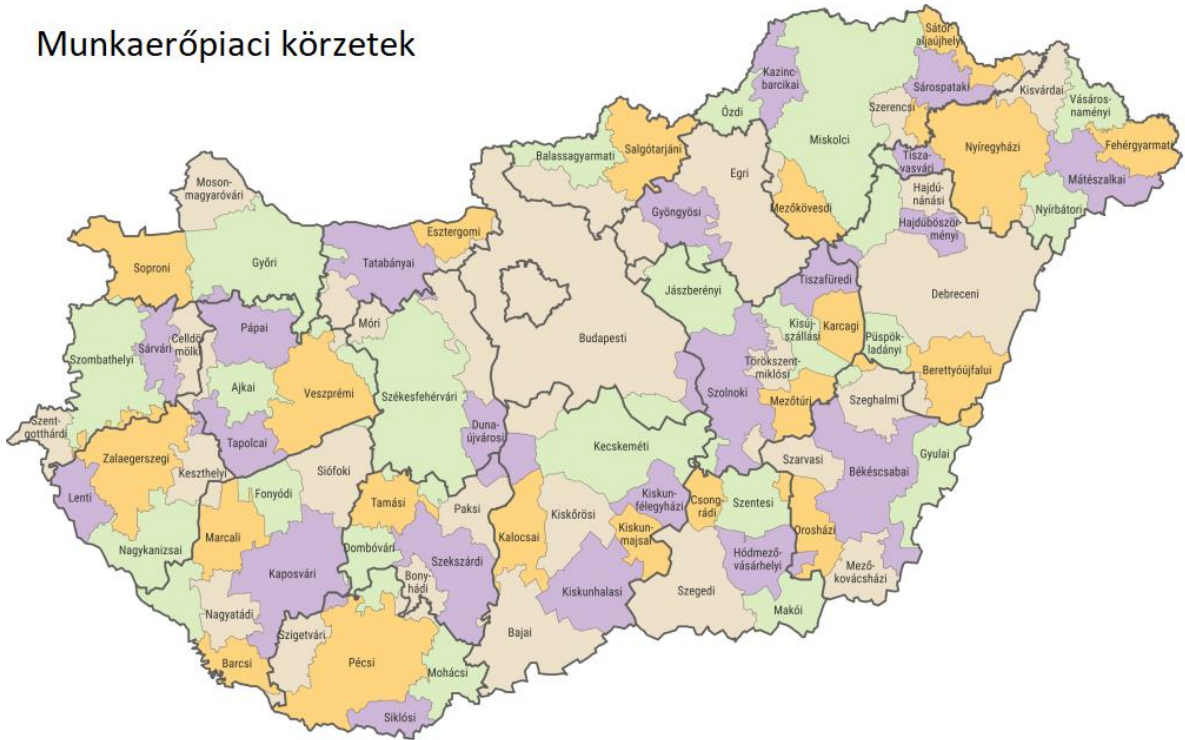 Munkaerőpiaci körzetek
Sátor-
aljaújhelyi
Kazinc-
barcikai
Sárospataki
Kisvárdai
Vásáros-
naményi
Ózdi
Szerencsi
Miskolci
Balassagyarmati
Salgótarjáni
Nyíregyházi
Fehérgyarmati
Tisza-
vasvári
Egri
Mátészalkai
Moson-
magyaróvári
Hajdú-
nánási
Mezőkövesdi
Gyöngyösi
Nyírbátori
Hajdúböször-
ményi
Esztergomi
Győri
Tatabányai
Soproni
Tiszafüredi
Jászberényi
Debreceni
Móri
Pápai
Kisúj-
szállási
Karcagi
Celldö-
mölki
Sárvári
Budapesti
Püspök-
ladányi
Szombathelyi
Törökszent-
miklósi
Berettyóújfalui
Ajkai
Veszprémi
Székesfehérvári
Szolnoki
Mezőtúri
Szeghalmi
Szent-
gotthárdi
Duna-
újvárosi
Tapolcai
Kecskeméti
Zalaegerszegi
Szarvasi
Gyulai
Békéscsabai
Keszthelyi
Siófoki
Lenti
Fonyódi
Kiskun-
félegyházi
Csong-
rádi
Szentesi
Tamási
Paksi
Kiskőrösi
Kiskun-
majsai
Orosházi
Marcali
Kalocsai
Nagykanizsai
Dombóvári
Hódmező-
vásárhelyi
Szekszárdi
Mező-
kovácsházi
Kaposvári
Bony-
hádi
Szegedi
Kiskunhalasi
Makói
Nagyatádi
Szigetvári
Bajai
Pécsi
Barcsi
Mohácsi
Siklósi